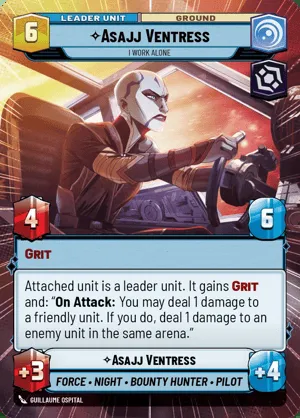 LEADER UNIT
GROUND
6
✧ASAJJ VENTRESS
I WORK ALONE
4
6
GRIT
Attached unit is a leader unit. It gains GRIT
and: “On Attack: You may deal 1 damage to
a friendly unit. If you do, deal 1 damage to an
enemy unit in the same arena.”
✧ASAJJ VENTRESS
+3
+4
FORCE • NIGHT • BOUNTY HUNTER • PILOT
GUILLAUME OSPITAL